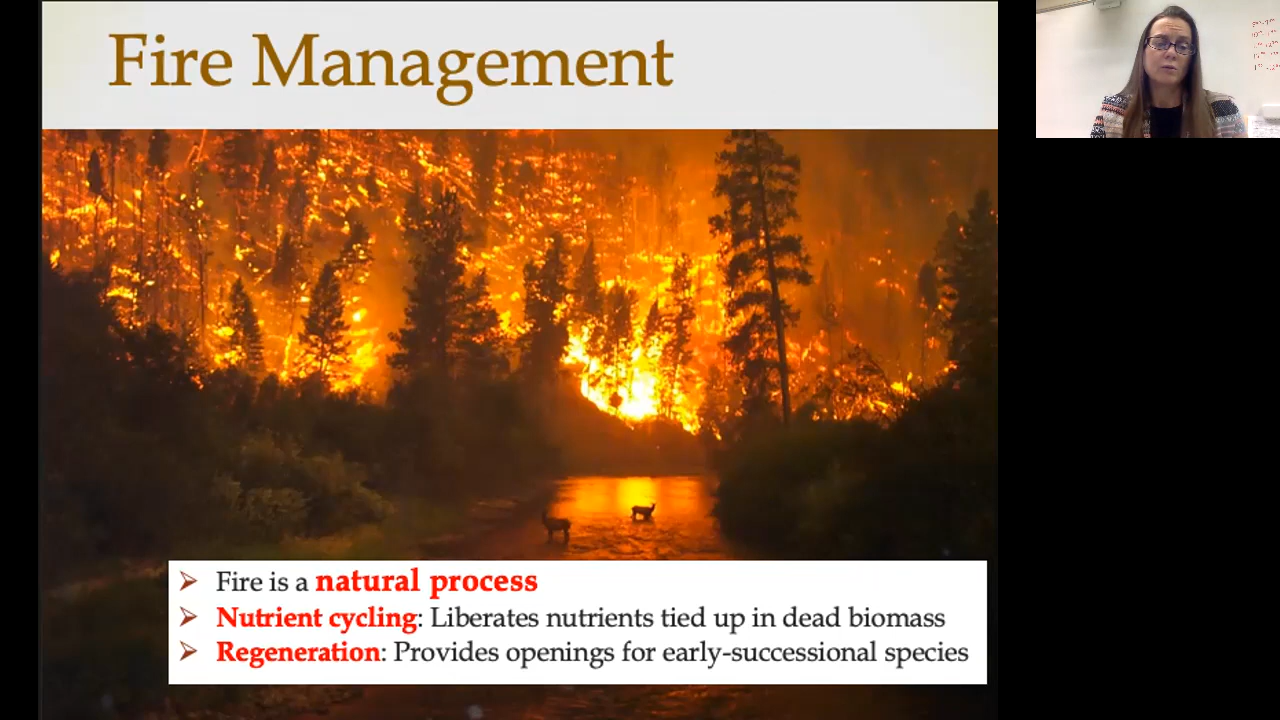 Fire Management
➢ Fire is a natural process
➢ Nutrient cycling: Liberates nutrients tied up in dead biomass
➢ Regeneration: Provides openings for early-successional species